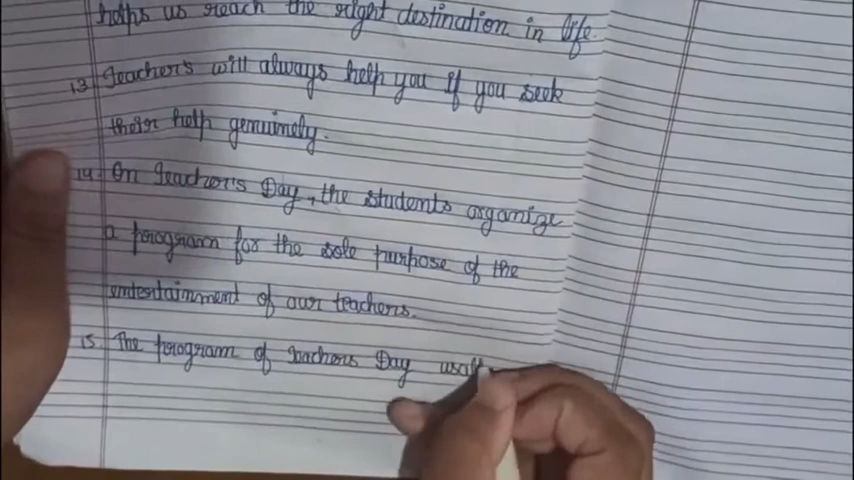 helps us reach the right destination in life.
13. Teacher's will always help you if you seek
their help genuinely.
14. On Teacher's Day, the students organize
a program for the sole purpose of the
entertainment of our teachers.
15. The program of Teachers Day